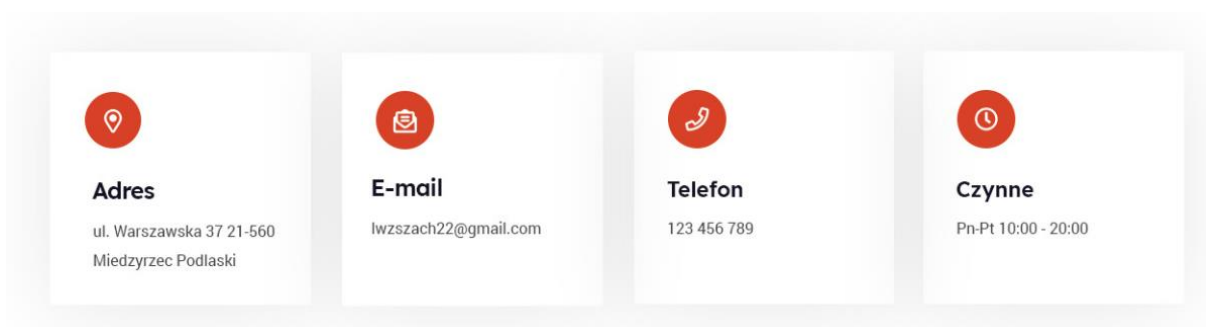 Adres
ul. Warszawska 37 21-560
Miedzyrzec Podlaski
E-mail
lwzszach22@gmail.com
Telefon
123 456 789
Czynne
Pn-Pt 10:00 - 20:00